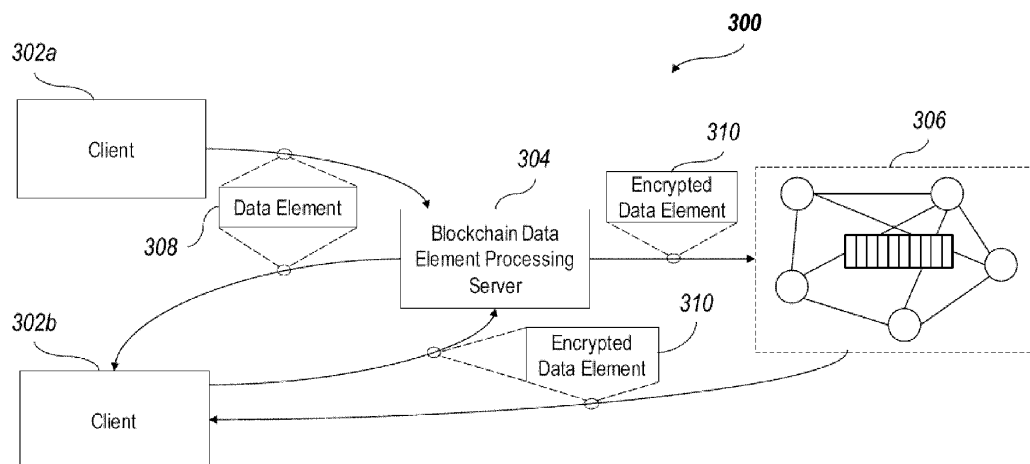 300
302a
Client
306
304
310
Encrypted
Data Element
Data Element
308
Blockchain Data
Element Processing
Server
302b
310
Encrypted
Data Element
Client